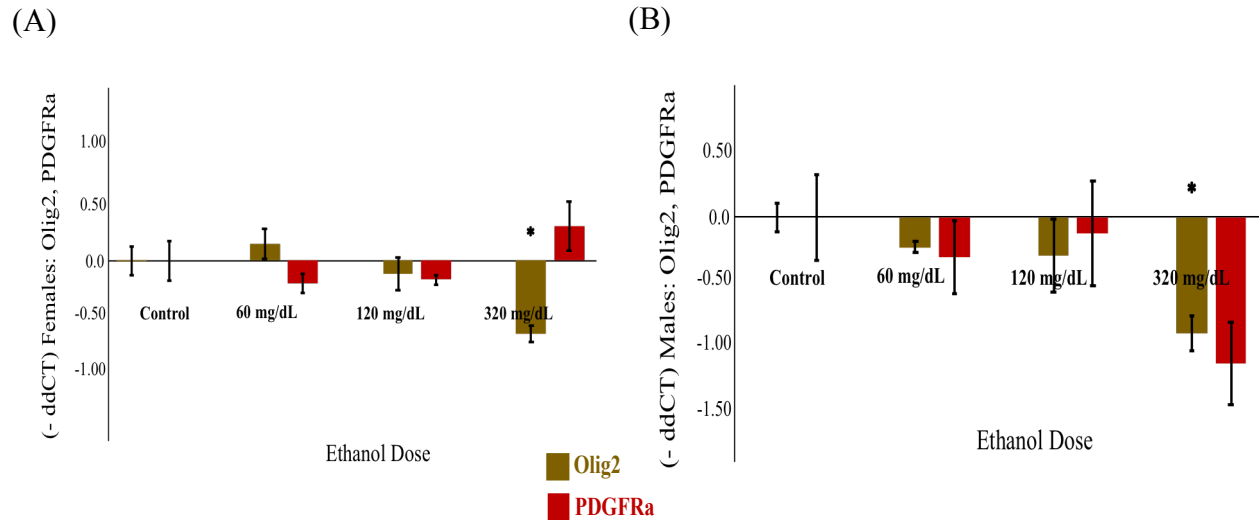 (A)
(- ddCT) Females: Olig2, PDGFRa
1.00
0.50
0.0
-0.50
-1.00
*
Control
60 mg/dL
120 mg/dL
320 mg/dL
Ethanol Dose
(B)
(- ddCT) Males: Olig2, PDGFRa
0.50
0.0
-0.50
-1.00
-1.50
*
Control
60 mg/dL
120 mg/dL
320 mg/dL
Ethanol Dose
Olig2
PDGFRa